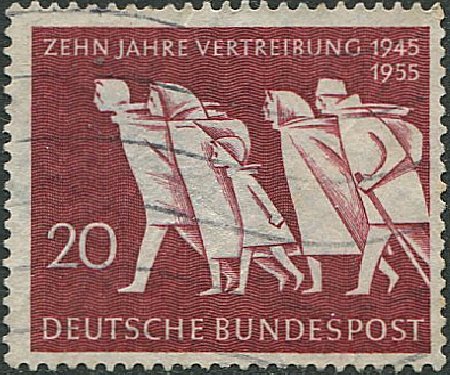 ZEHN JAHRE VERTREIBUNG 1945
1955
20
DEUTSCHE BUNDESPOST